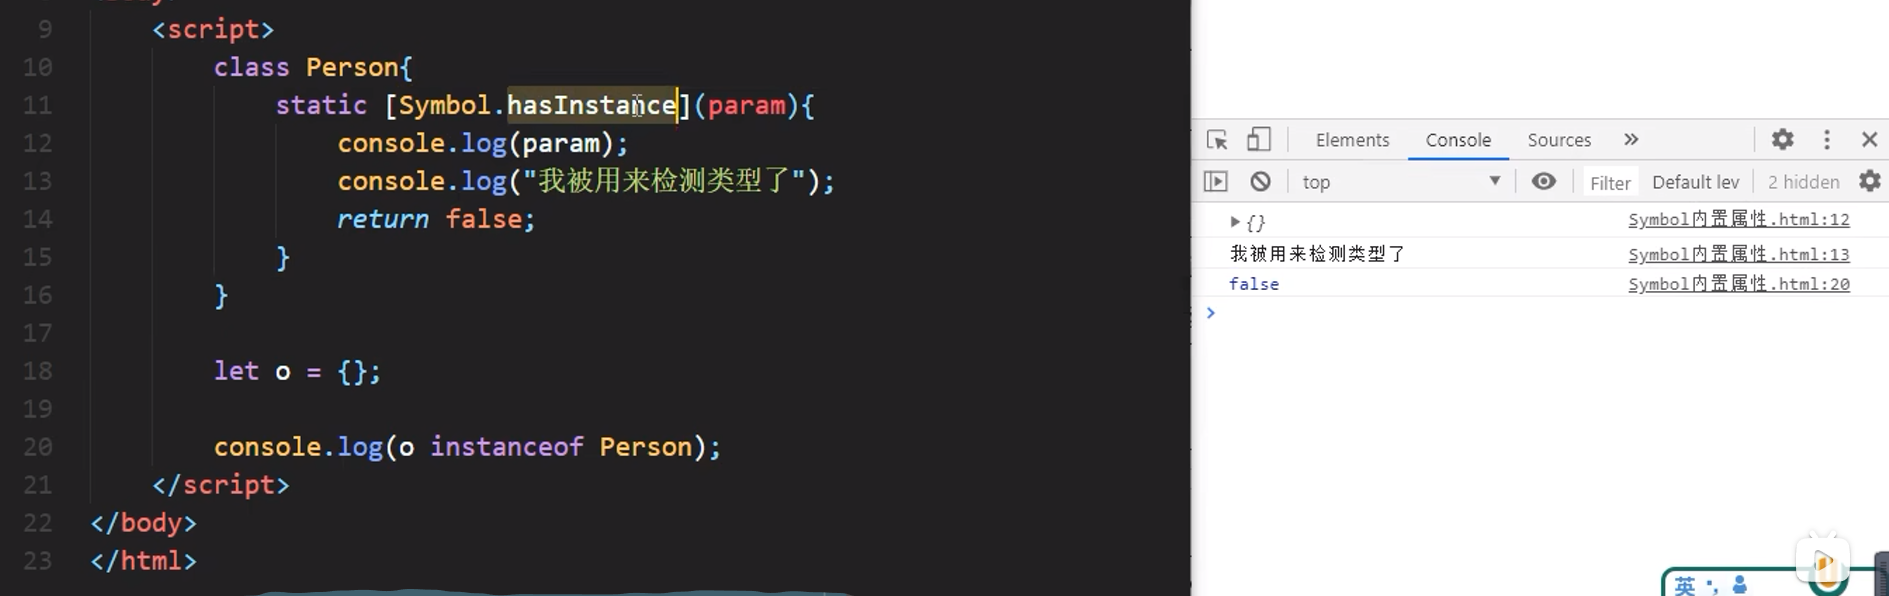 9 <script>
10 class Person{
11 static [Symbol.hasInstance](param){
12 console.log(param);
13 console.log("我被用来检测类型了");
14 return false;
15 }
16 }
17
18 let o = {};
19
20 console.log(o instanceof Person);
21 </script>
22 </body>
23 </html>
Elements Console Sources »
top Filter Default lev 2 hidden
{} Symbol内置属性.html:12
我被用来检测类型了 Symbol内置属性.html:13
false Symbol内置属性.html:20
英